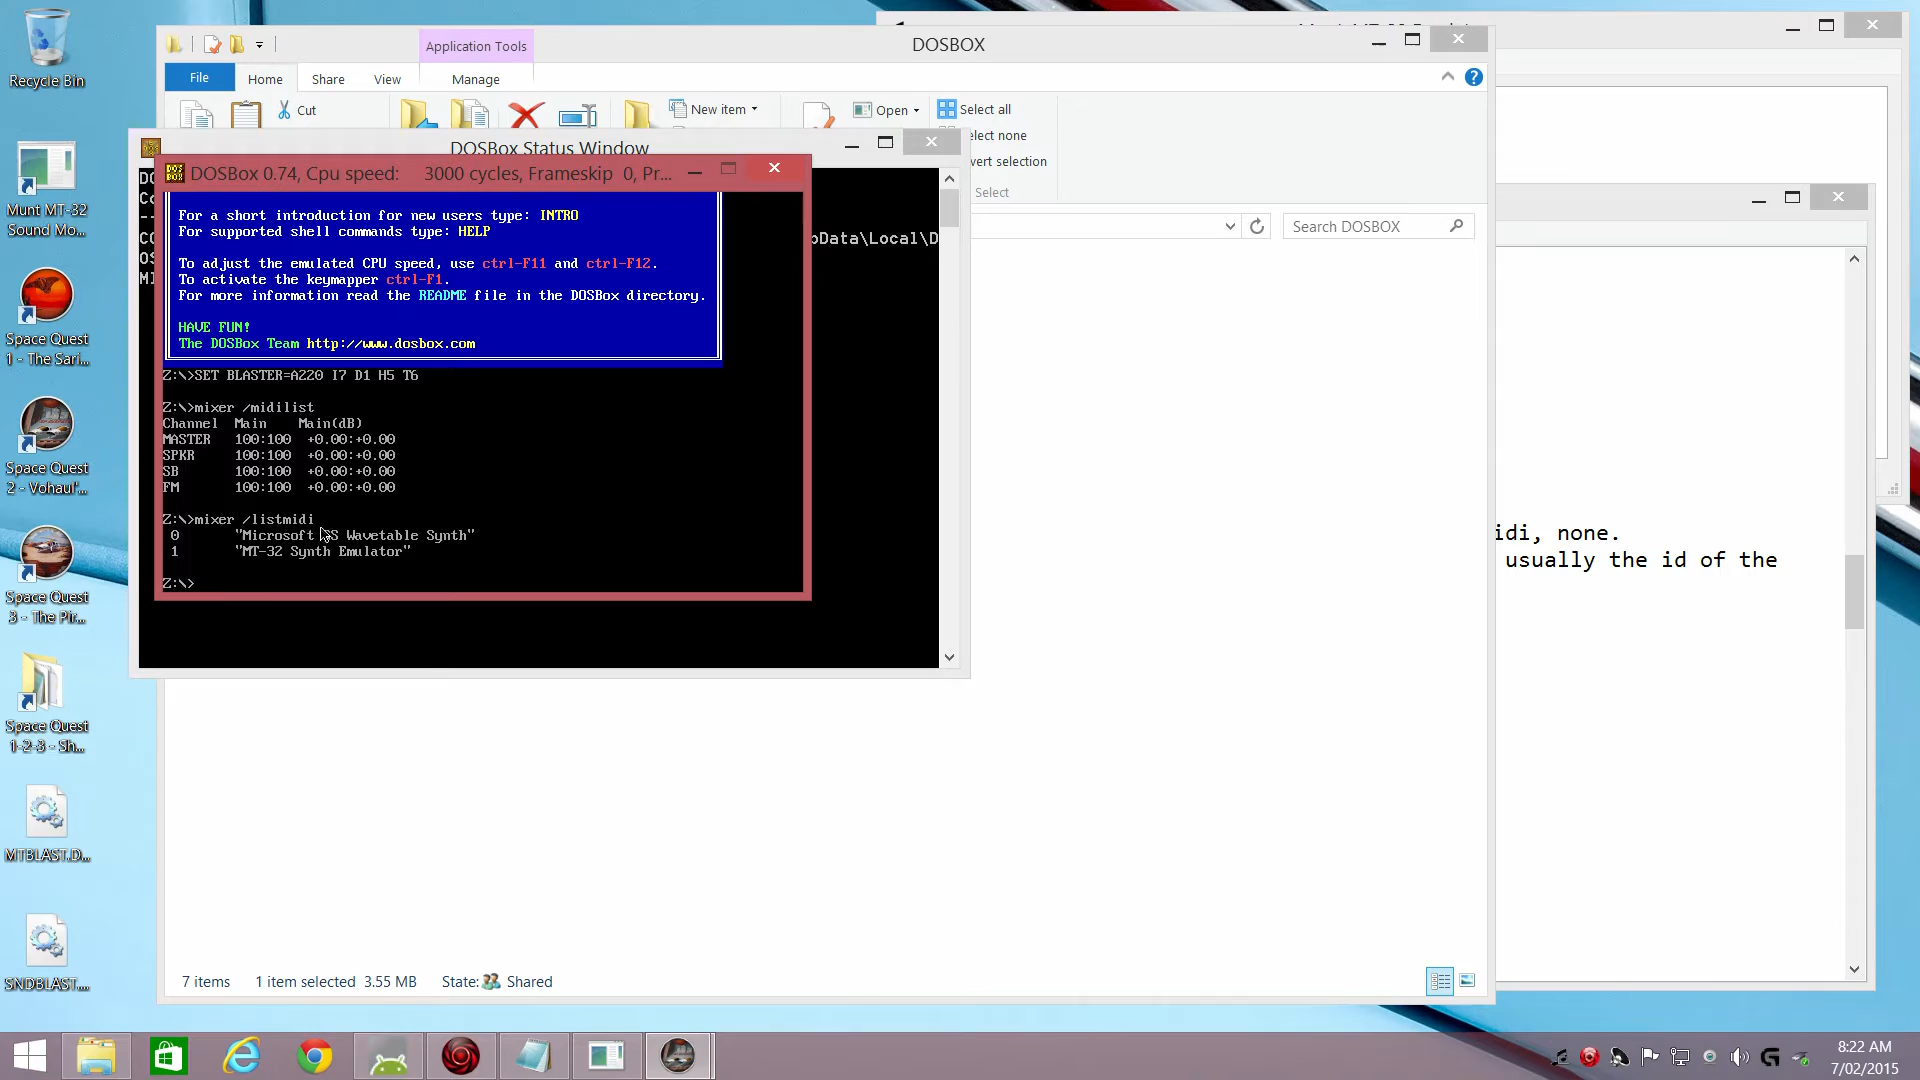 Recycle Bin
Munt MT-32
Sound Mo...
Space Quest
1 - The Sari...
Space Quest
2 - Vohaul'...
Space Quest
3 - The Pir...
Space Quest
1-2-3 - Sh...
MTBLAST.D...
SNDBLAST....
Application Tools
DOSBOX
File
Home
Share
View
Manage
Cut
New item
Open
Select all
elect none
vert selection
Select
Search DOSBOX
DOSBox Status Window
DOSBox 0.74, Cpu speed: 3000 cycles, Frameskip 0, Pr...
pData\Local\D
For a short introduction for new users type: INTRO
For supported shell commands type: HELP
To adjust the emulated CPU speed, use ctrl-F11 and ctrl-F12.
To activate the keymapper ctrl-F1.
For more information read the README file in the DOSBox directory.
HAVE FUN!
The DOSBox Team http://www.dosbox.com
Z:\>SET BLASTER=A220 I7 D1 H5 T6
Z:\>mixer /midilist
Channel Main Main(dB)
MASTER 100:100 +0.00:+0.00
SPKR 100:100 +0.00:+0.00
SB 100:100 +0.00:+0.00
FM 100:100 +0.00:+0.00
Z:\>mixer /listmidi
0 "Microsoft GS Wavetable Synth"
1 "MT-32 Synth Emulator"
Z:\>
idi, none.
usually the id of the
7 items 1 item selected 3.55 MB State: Shared
8:22 AM
7/02/2015